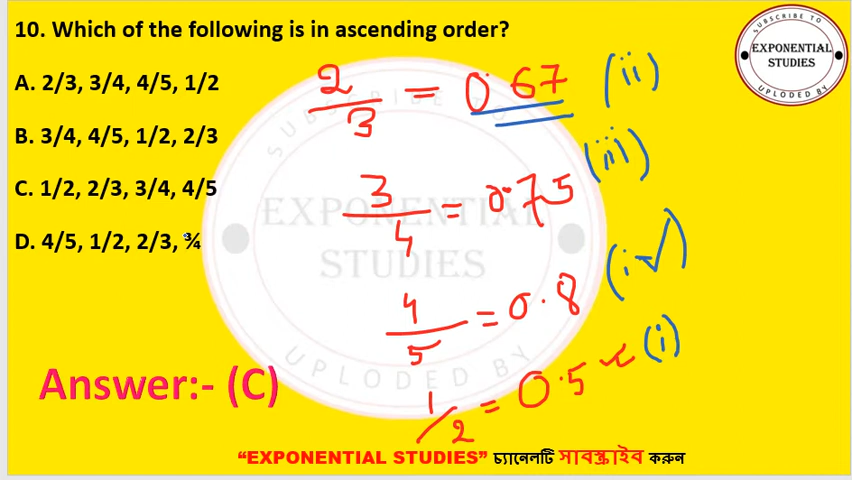 10. Which of the following is in ascending order?
A. 2/3, 3/4, 4/5, 1/2
B. 3/4, 4/5, 1/2, 2/3
C. 1/2, 2/3, 3/4, 4/5
D. 4/5, 1/2, 2/3, ¾
2/3 = 0.67 (ii)
3/4 = 0.75 (iii)
4/5 = 0.8 (iv)
1/2 = 0.5 (i)
Answer:- (C)
SUBSCRIBE TO
EXPONENTIAL
STUDIES
UPLODED BY
SUBSCRIBE TO
EXPONENTIAL
STUDIES
UPLODED BY
“EXPONENTIAL STUDIES” চ্যানেলটি সাবস্ক্রাইব করুন